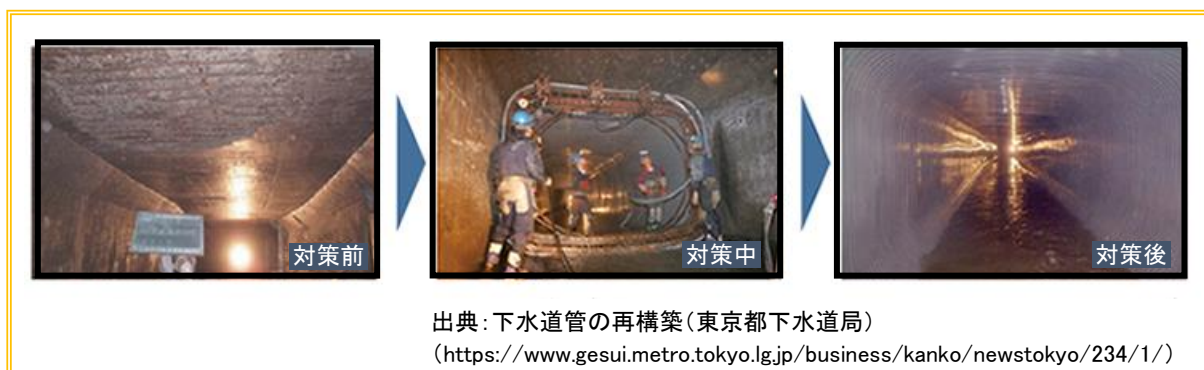 対策前
対策中
対策後
出典：下水道管の再構築（東京都下水道局）
（https://www.gesui.metro.tokyo.lg.jp/business/kanko/newstokyo/234/1/）